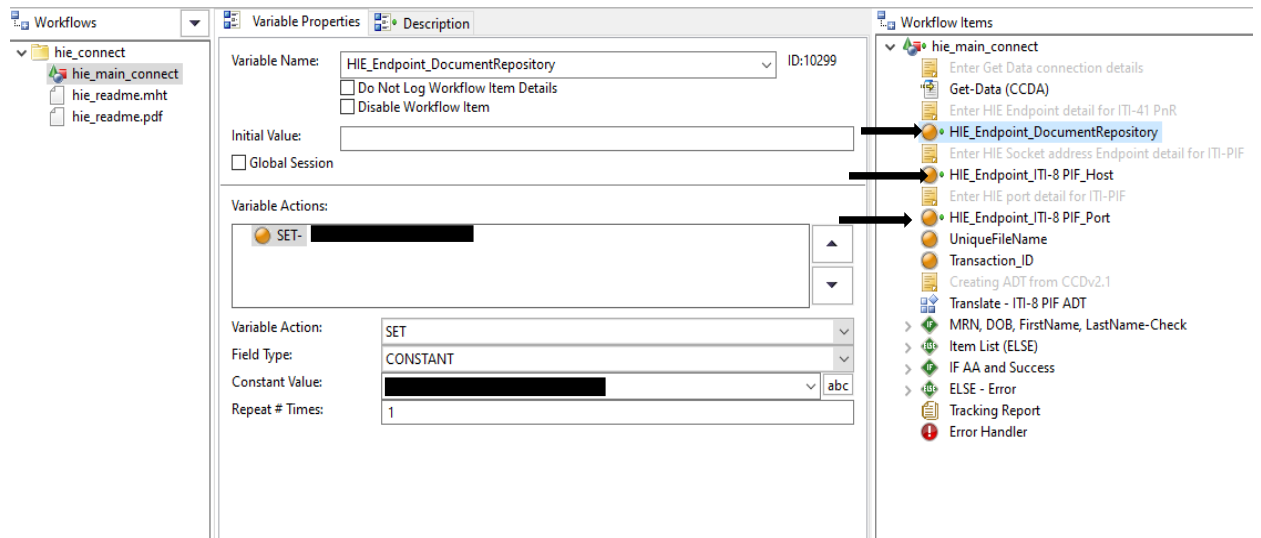 Workflows
hie_connect
hie_main_connect
hie_readme.mht
hie_readme.pdf
Variable Properties
Description
Variable Name:
HIE_Endpoint_DocumentRepository
ID:10299
Do Not Log Workflow Item Details
Disable Workflow Item
Initial Value:
Global Session
Variable Actions:
SET-
Variable Action:
SET
Field Type:
CONSTANT
Constant Value:
abc
Repeat # Times:
1
Workflow Items
hie_main_connect
Enter Get Data connection details
Get-Data (CCDA)
Enter HIE Endpoint detail for ITI-41 PnR
HIE_Endpoint_DocumentRepository
Enter HIE Socket address Endpoint detail for ITI-PIF
HIE_Endpoint_ITI-8 PIF_Host
Enter HIE port detail for ITI-PIF
HIE_Endpoint_ITI-8 PIF_Port
UniqueFileName
Transaction_ID
Creating ADT from CCDv2.1
Translate - ITI-8 PIF ADT
IF MRN, DOB, FirstName, LastName-Check
ELSE Item List (ELSE)
IF IF AA and Success
ELSE ELSE - Error
Tracking Report
Error Handler